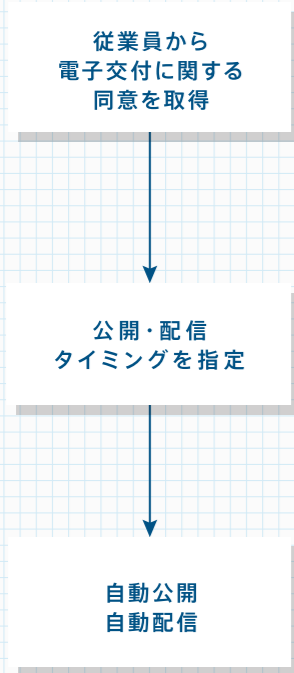 従業員から
電子交付に関する
同意を取得
公開・配信
タイミングを指定
自動公開
自動配信